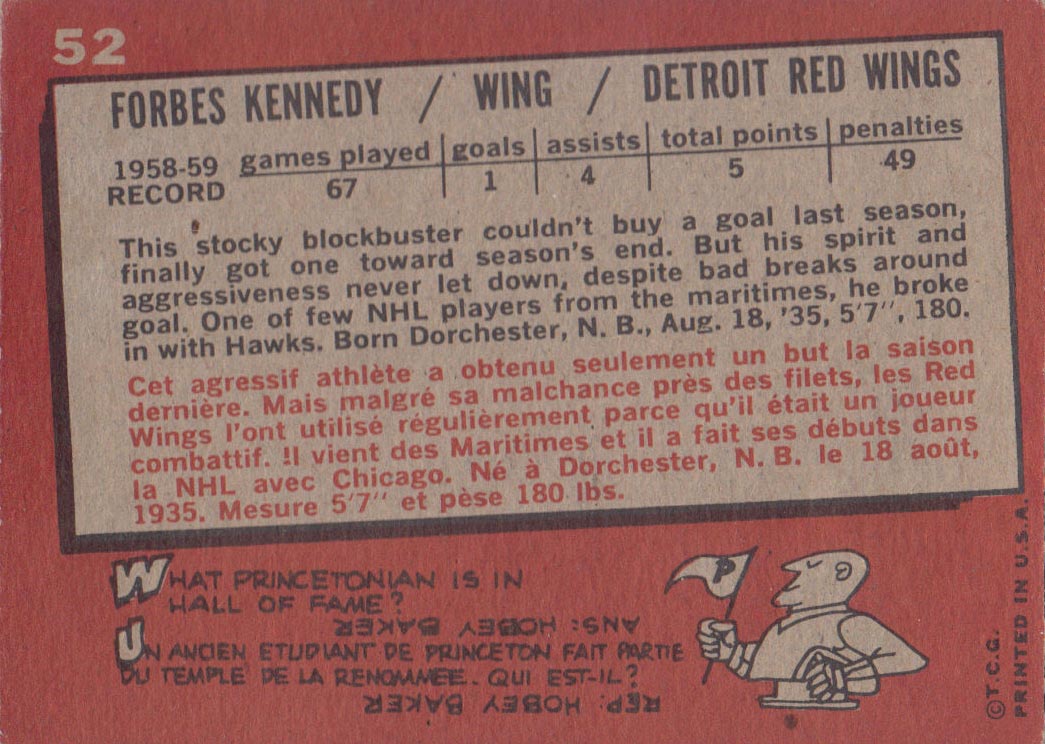 52
FORBES KENNEDY / WING / DETROIT RED WINGS
1958-59 games played goals assists total points penalties
RECORD 67 1 4 5 49
This stocky blockbuster couldn't buy a goal last season,
finally got one toward season's end. But his spirit and
aggressiveness never let down, despite bad breaks around
goal. One of few NHL players from the maritimes, he broke
in with Hawks. Born Dorchester, N. B., Aug. 18, '35, 5'7", 180.
Cet agressif athlète a obtenu seulement un but la saison
dernière. Mais malgré sa malchance près des filets, les Red
Wings l'ont utilisé régulièrement parce qu'il était un joueur
combattif. Il vient des Maritimes et il a fait ses débuts dans
la NHL avec Chicago. Né à Dorchester, N. B. le 18 août,
1935. Mesure 5'7" et pèse 180 lbs.
WHAT PRINCETONIAN IS IN
HALL OF FAME?
ANS: HOBEY BAKER
UN ANCIEN ETUDIANT DE PRINCETON FAIT PARTIE
DU TEMPLE DE LA RENOMMEE. QUI EST-IL?
REP. HOBEY BAKER
P
© T.C.G.
PRINTED IN U.S.A.